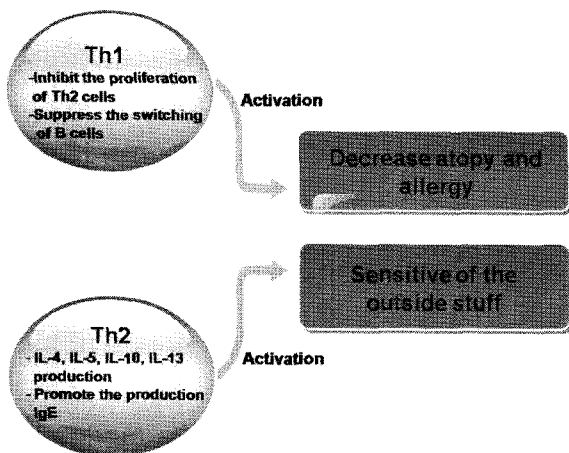 Th1
-Inhibit the proliferation
of Th2 cells
-Suppress the switching
of B cells
Activation
Decrease atopy and
allergy
Sensitive of the
outside stuff
Th2
- IL-4, IL-5, IL-10, IL-13
production
- Promote the production
IgE
Activation